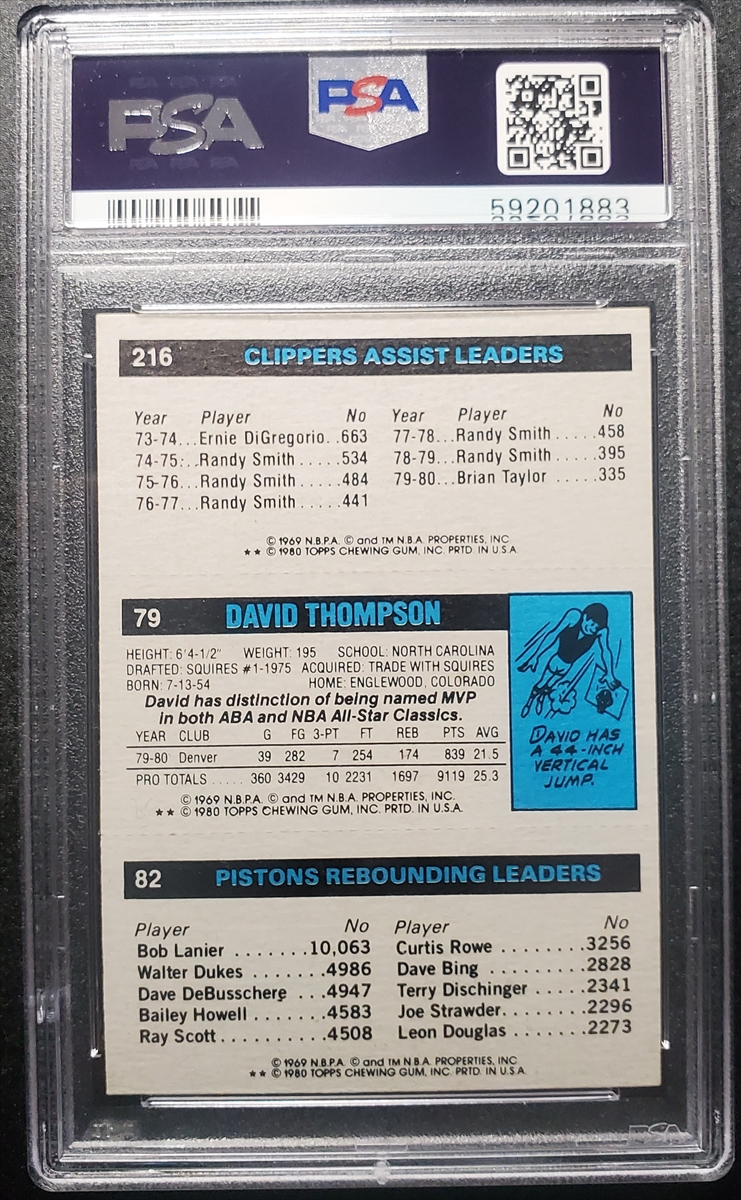 PSA
PSA
59201883
216 CLIPPERS ASSIST LEADERS
Year Player No Year Player No
73-74...Ernie DiGregorio..663 77-78...Randy Smith.....458
74-75:..Randy Smith.....534 78-79...Randy Smith.....395
75-76...Randy Smith.....484 79-80...Brian Taylor.....335
76-77...Randy Smith.....441
© 1969 N.B.P.A. © and TM N.B.A. PROPERTIES, INC
★★ © 1980 TOPPS CHEWING GUM, INC. PRTD. IN U.S.A.
79 DAVID THOMPSON
HEIGHT: 6'4-1/2" WEIGHT: 195 SCHOOL: NORTH CAROLINA
DRAFTED: SQUIRES #1-1975 ACQUIRED: TRADE WITH SQUIRES
BORN: 7-13-54 HOME: ENGLEWOOD, COLORADO
David has distinction of being named MVP
in both ABA and NBA All-Star Classics.
YEAR CLUB G FG 3-PT FT REB PTS AVG
79-80 Denver 39 282 7 254 174 839 21.5
PRO TOTALS ..... 360 3429 10 2231 1697 9119 25.3
© 1969 N.B.P.A. © and TM N.B.A. PROPERTIES, INC.
★★ © 1980 TOPPS CHEWING GUM, INC. PRTD. IN U.S.A.
DAVID HAS
A 44-INCH
VERTICAL
JUMP.
82 PISTONS REBOUNDING LEADERS
Player No Player No
Bob Lanier .......10,063 Curtis Rowe ........3256
Walter Dukes .......4986 Dave Bing .........2828
Dave DeBusschere ...4947 Terry Dischinger .....2341
Bailey Howell .......4583 Joe Strawder........2296
Ray Scott..........4508 Leon Douglas.......2273
© 1969 N.B.P.A. © and TM N.B.A. PROPERTIES, INC
★★ © 1980 TOPPS CHEWING GUM, INC. PRTD. IN U.S.A.
PSA